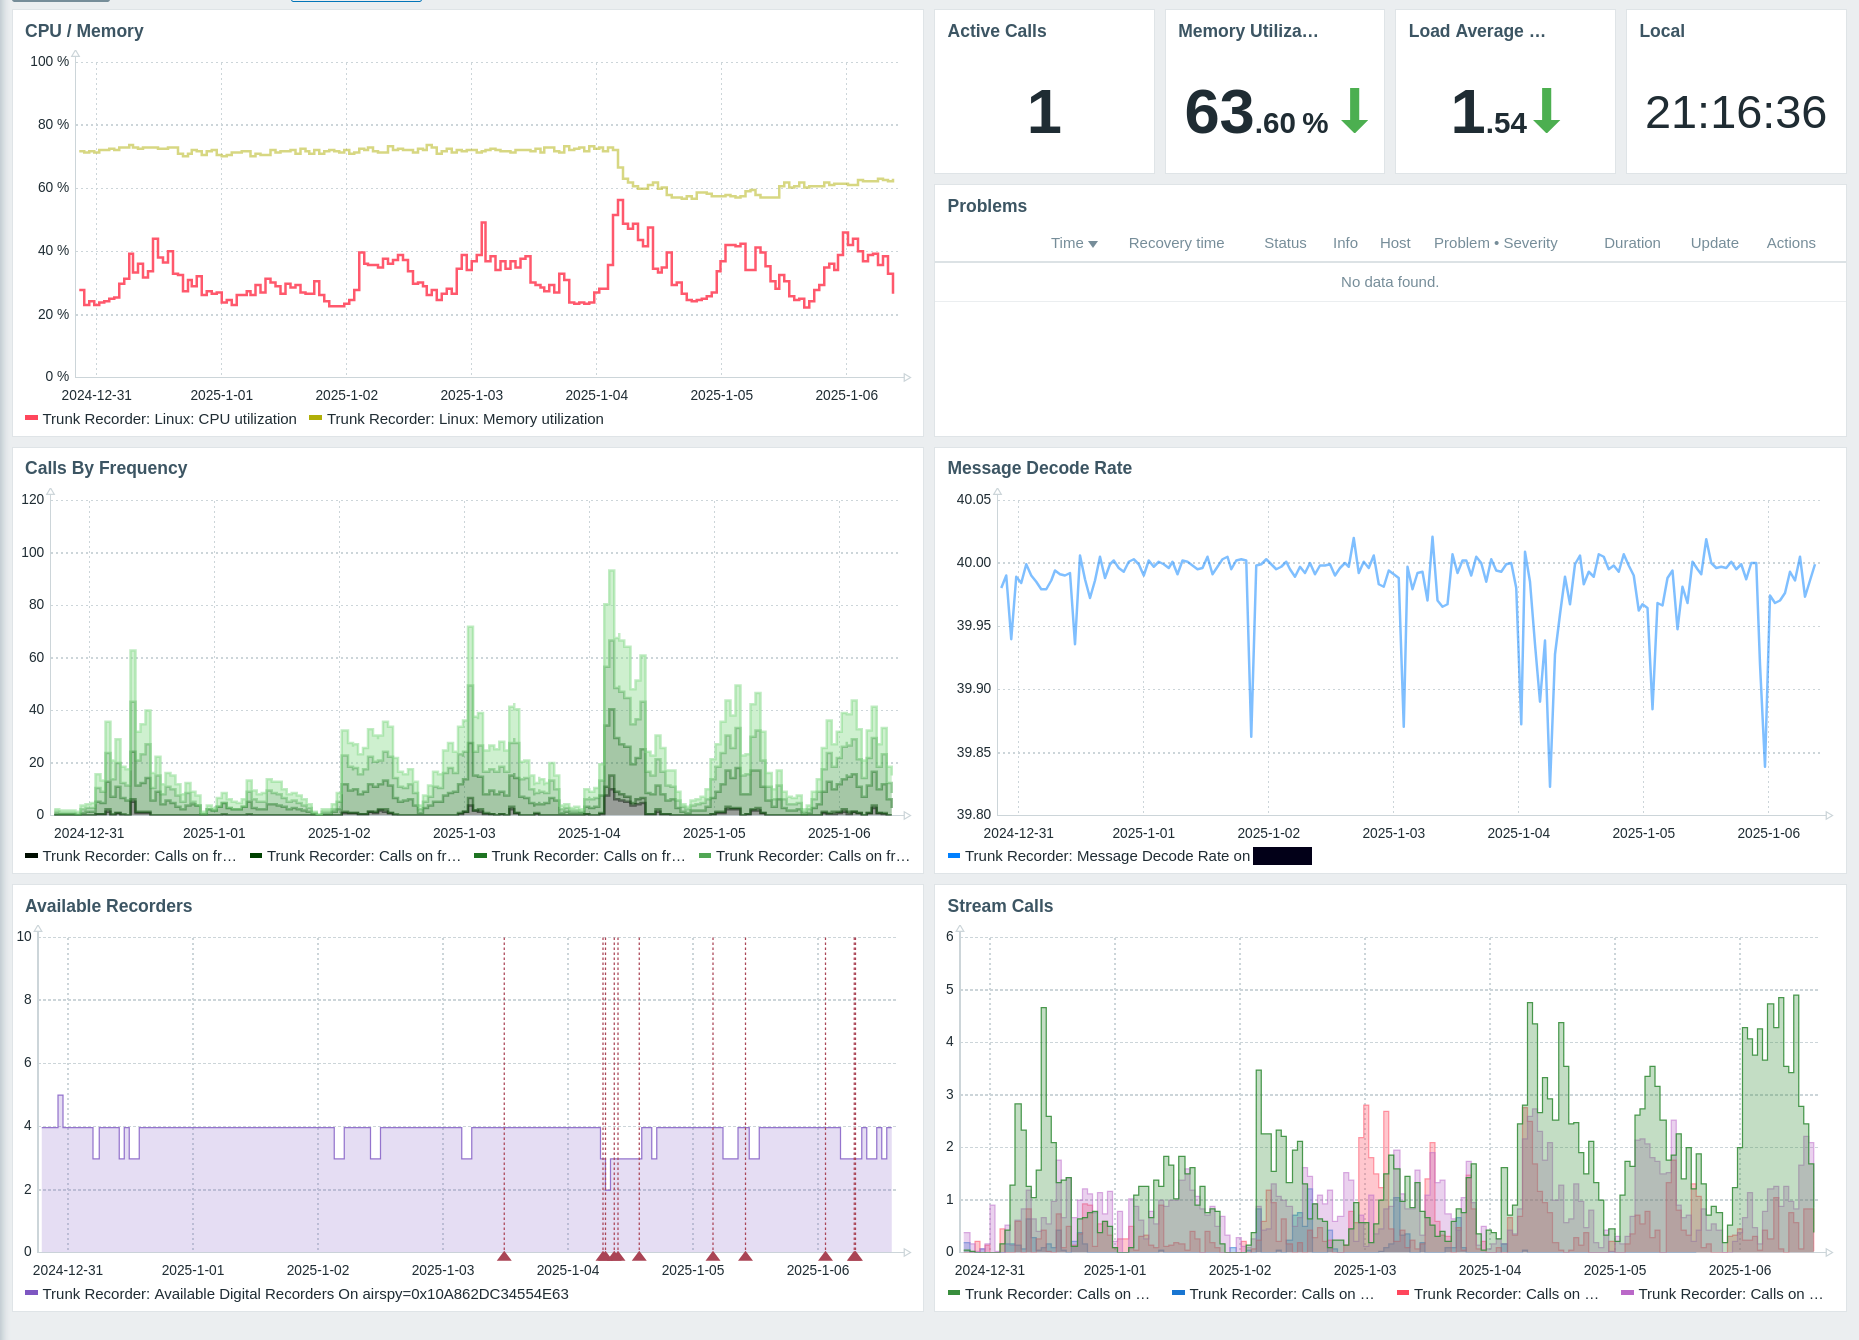 CPU / Memory
100 %
80 %
60 %
40 %
20 %
0 %
2024-12-31 2025-1-01 2025-1-02 2025-1-03 2025-1-04 2025-1-05 2025-1-06
Trunk Recorder: Linux: CPU utilization Trunk Recorder: Linux: Memory utilization
Active Calls
1
Memory Utiliza…
63.60 %
Load Average …
1.54
Local
21:16:36
Problems
Time Recovery time Status Info Host Problem • Severity Duration Update Actions
No data found.
Calls By Frequency
120
100
80
60
40
20
0
2024-12-31 2025-1-01 2025-1-02 2025-1-03 2025-1-04 2025-1-05 2025-1-06
Trunk Recorder: Calls on fr… Trunk Recorder: Calls on fr… Trunk Recorder: Calls on fr… Trunk Recorder: Calls on fr…
Message Decode Rate
40.05
40.00
39.95
39.90
39.85
39.80
2024-12-31 2025-1-01 2025-1-02 2025-1-03 2025-1-04 2025-1-05 2025-1-06
Trunk Recorder: Message Decode Rate on
Available Recorders
10
8
6
4
2
0
2024-12-31 2025-1-01 2025-1-02 2025-1-03 2025-1-04 2025-1-05 2025-1-06
Trunk Recorder: Available Digital Recorders On airspy=0x10A862DC34554E63
Stream Calls
6
5
4
3
2
1
0
2024-12-31 2025-1-01 2025-1-02 2025-1-03 2025-1-04 2025-1-05 2025-1-06
Trunk Recorder: Calls on … Trunk Recorder: Calls on … Trunk Recorder: Calls on … Trunk Recorder: Calls on …